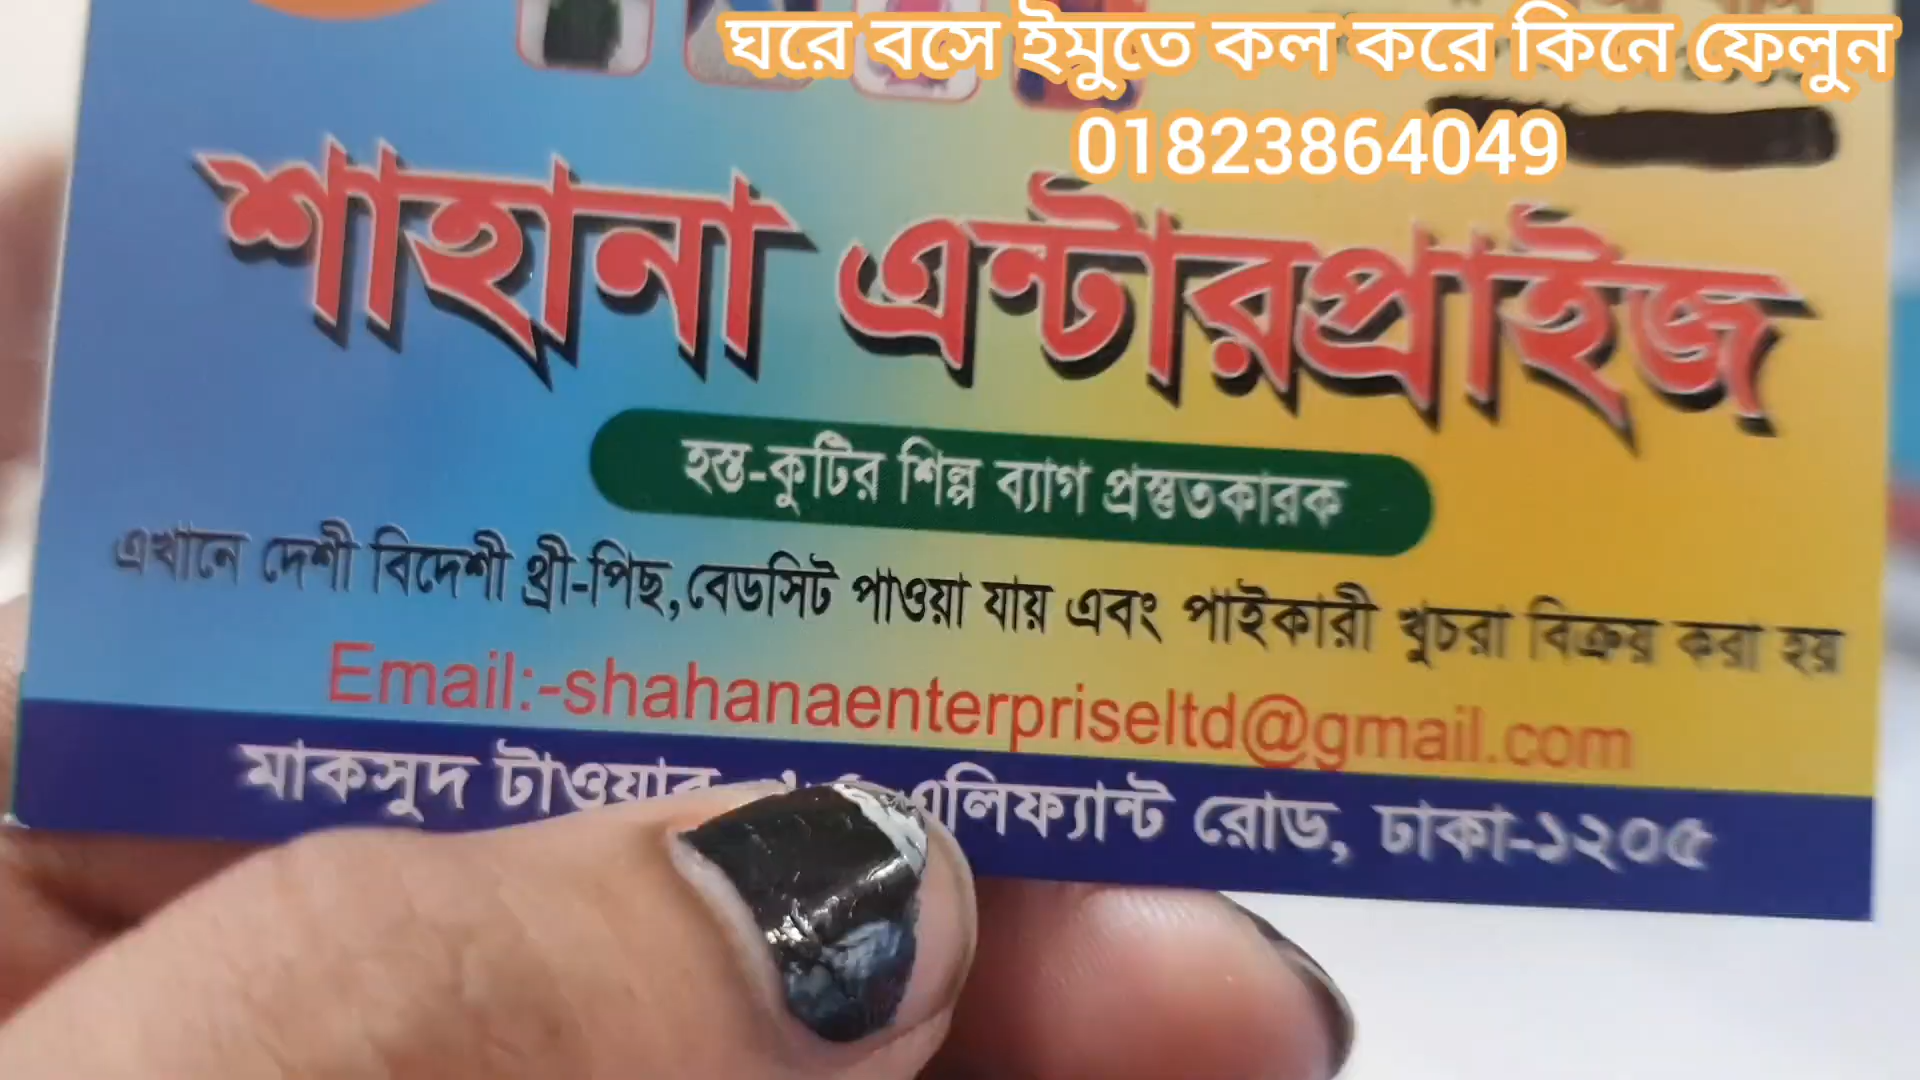 ঘরে বসে ইমুতে কল করে কিনে ফেলুন
01823864049
শাহানা এন্টারপ্রাইজ
হস্ত-কুটির শিল্প ব্যাগ প্রস্তুতকারক
এখানে দেশী বিদেশী থ্রী-পিছ,বেডসিট পাওয়া যায় এবং পাইকারী খুচরা বিক্রয় করা হয়
Email:-shahanaenterpriseltd@gmail.com
মাকসুদ টাওয়ার এলিফ্যান্ট রোড, ঢাকা-১২০৫